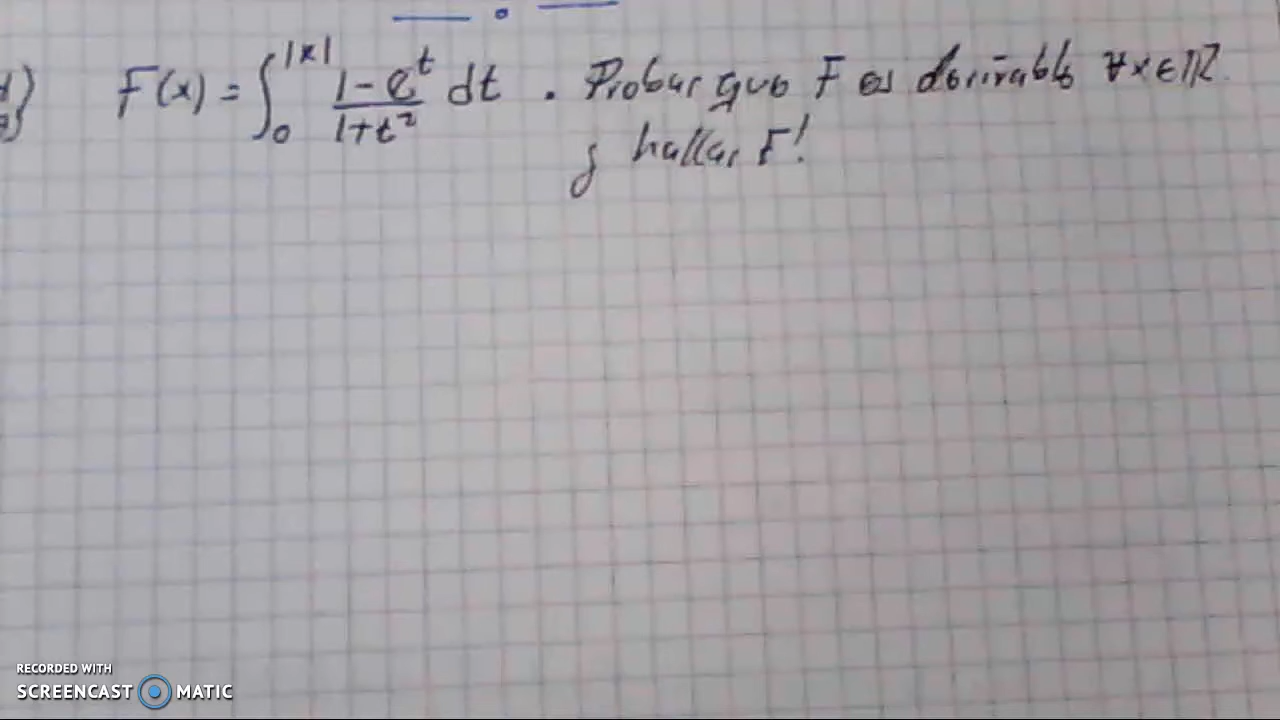 F(x) = ∫₀^|x| (1-e^t)/(1+t²) dt . Probar que F es derivable ∀x∈ℝ
y hallar F'
RECORDED WITH
SCREENCAST MATIC